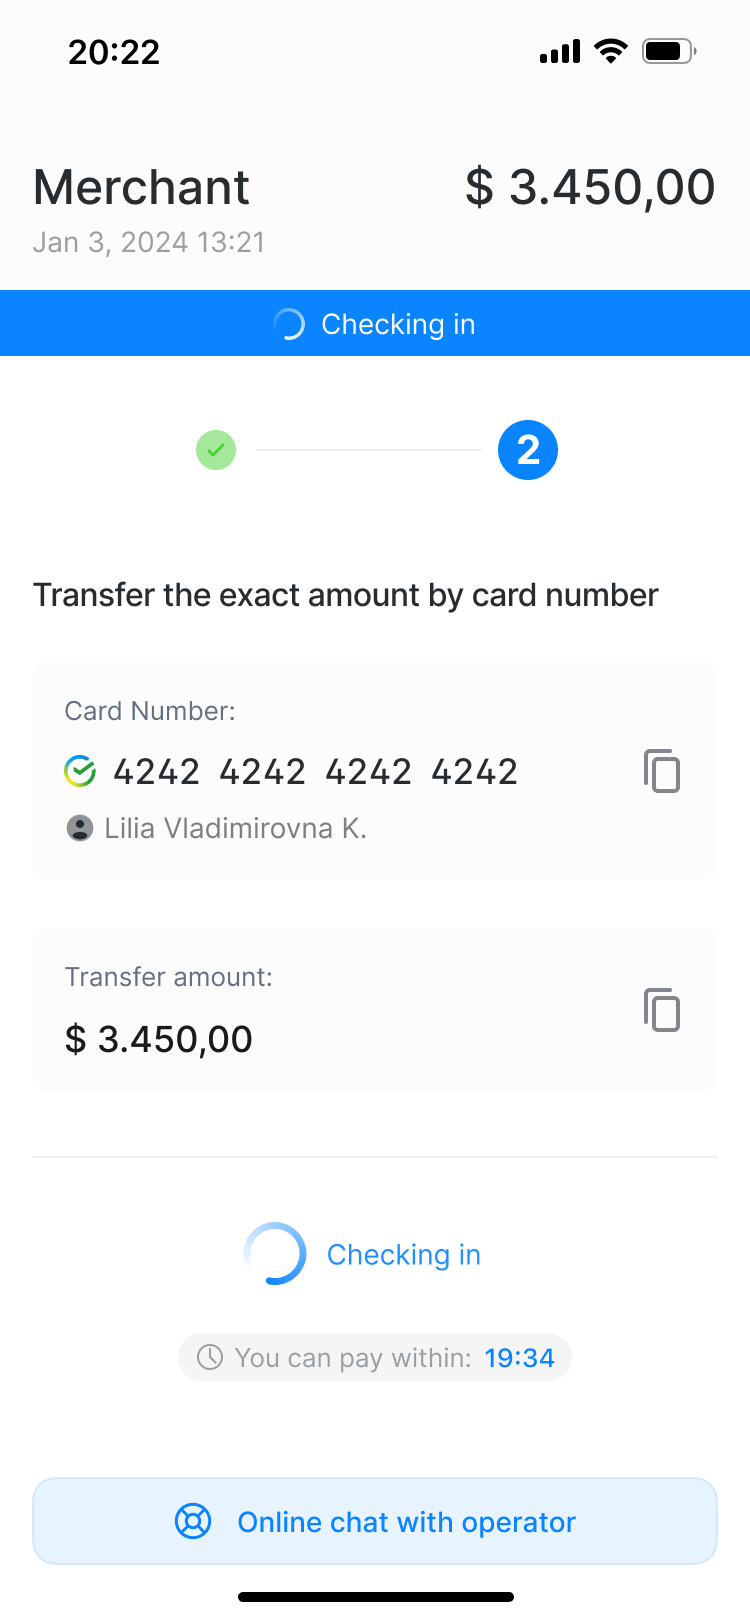 20:22
Merchant
$ 3.450,00
Jan 3, 2024 13:21
Checking in
2
Transfer the exact amount by card number
Card Number:
4242 4242 4242 4242
Lilia Vladimirovna K.
Transfer amount:
$ 3.450,00
Checking in
You can pay within: 19:34
Online chat with operator